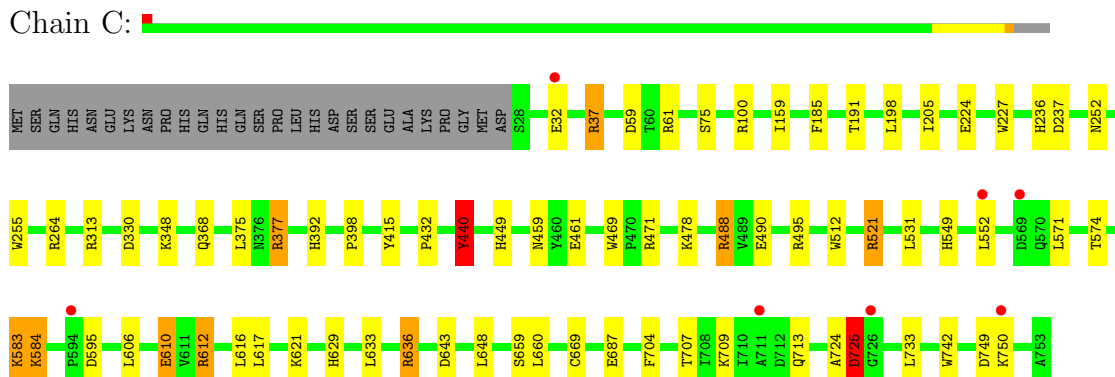 Chain C:
MET SER GLN HIS ASN GLU LYS ASN PRO HIS GLN HIS GLN SER PRO LEU HIS ASP SER SER GLU ALA LYS PRO GLY MET ASP S28 E32 R37 D59 T60 R61 S75 R100 I159 F185 T191 L198 I205 E224 W227 H236 D237 N252
W255 R264 R313 D330 K348 Q368 L375 N376 R377 H392 P398 Y415 P432 Y440 H449 N459 Y460 E461 W469 P470 R471 K478 R488 V489 E490 R495 W512 R521 L531 H549 L552 D569 Q570 L571 T574
K583 K584 P594 D595 L606 E610 V611 R612 L616 L617 K621 H629 L633 R636 D643 L648 S659 L660 C669 E687 F704 T707 I708 K709 I710 A711 D712 Q713 A724 D725 G726 L733 W742 D749 K750 A753